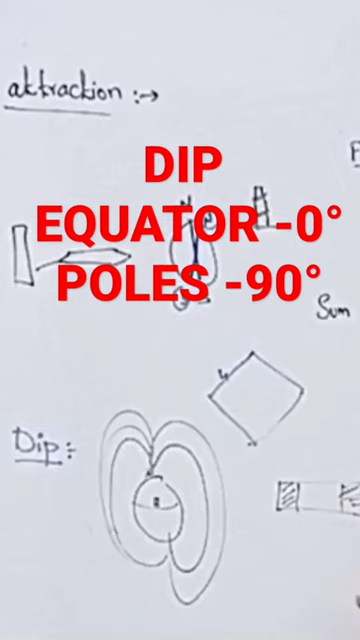 attraction :→
DIP
EQUATOR -0°
POLES -90°
Sum
Dip: